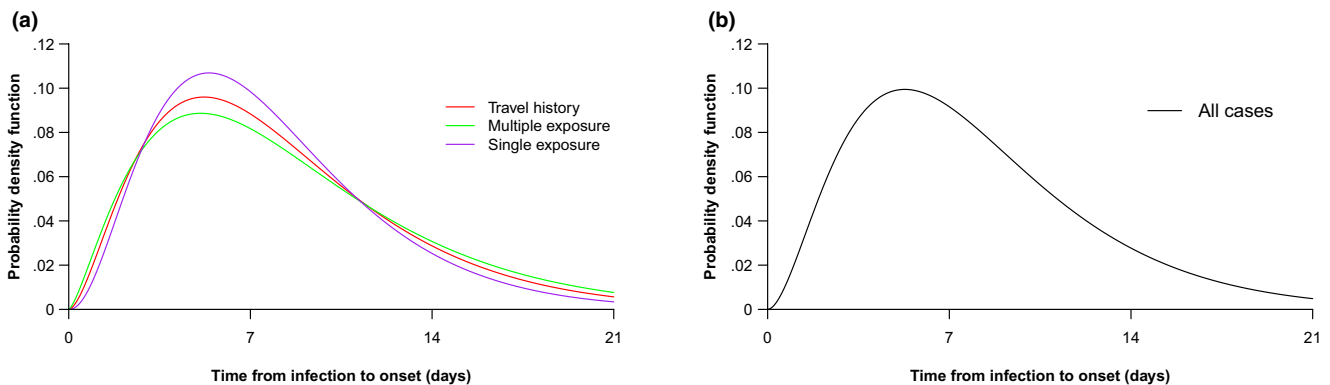 (a)
Probability density function
.12
.10
.08
.06
.04
.02
0
0 7 14 21
Time from infection to onset (days)
Travel history
Multiple exposure
Single exposure
(b)
Probability density function
.12
.10
.08
.06
.04
.02
0
0 7 14 21
Time from infection to onset (days)
All cases